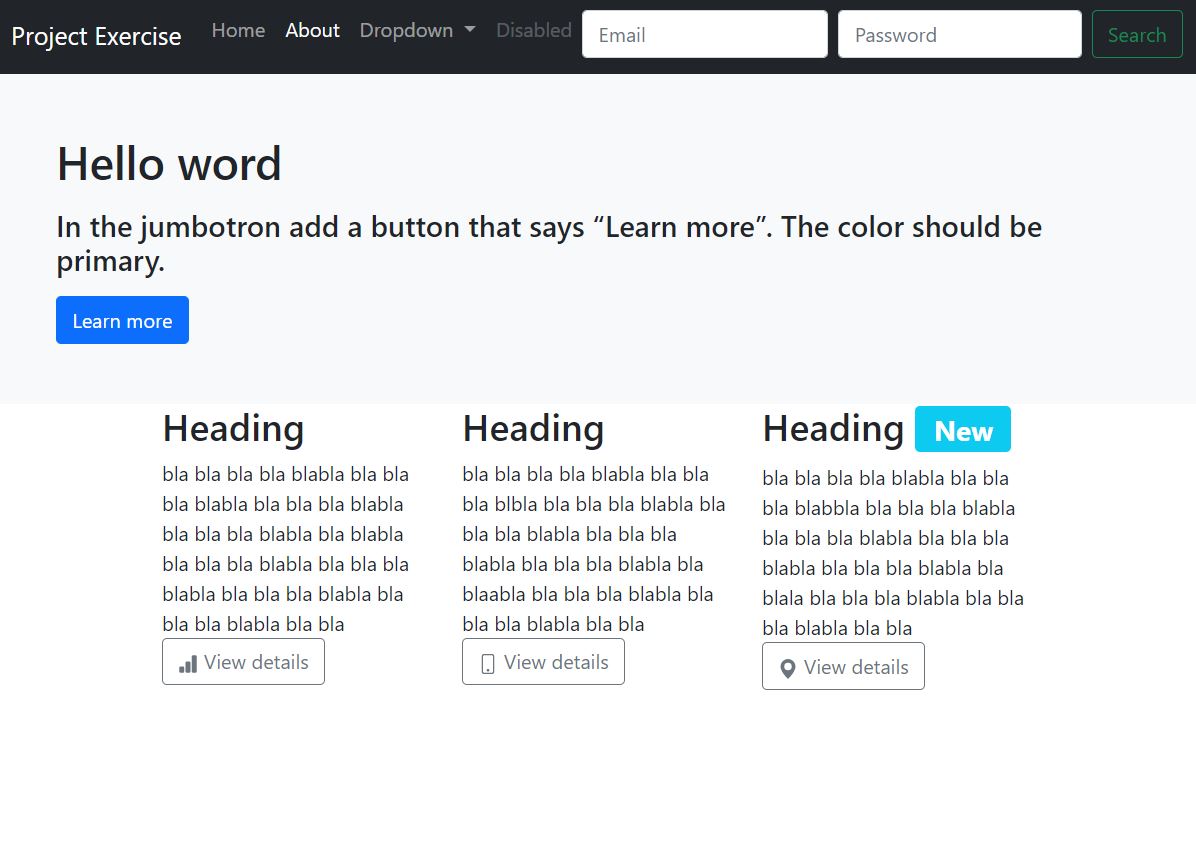 Project Exercise Home About Dropdown Disabled Email Password Search
Hello word
In the jumbotron add a button that says “Learn more”. The color should be
primary.
Learn more
Heading
bla bla bla bla blabla bla bla
bla blabla bla bla bla blabla
bla bla bla blabla bla blabla
bla bla bla blabla bla bla bla
blabla bla bla bla blabla bla
bla bla blabla bla bla
View details
Heading
bla bla bla bla blabla bla bla
bla blbla bla bla bla blabla bla
bla bla blabla bla bla bla
blabla bla bla bla blabla bla
blaabla bla bla bla blabla bla
bla bla blabla bla bla
View details
Heading New
bla bla bla bla blabla bla bla
bla blabbla bla bla bla blabla
bla bla bla blabla bla bla bla
blabla bla bla bla blabla bla
blala bla bla bla blabla bla bla
bla blabla bla bla
View details